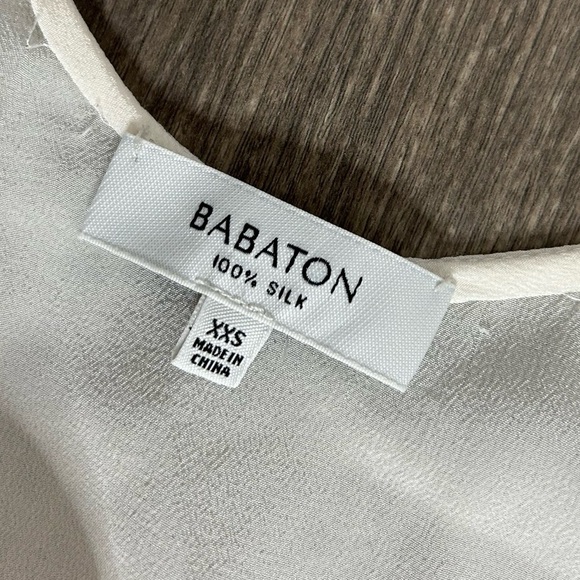 BABATON
100% SILK
XXS
MADE IN
CHINA